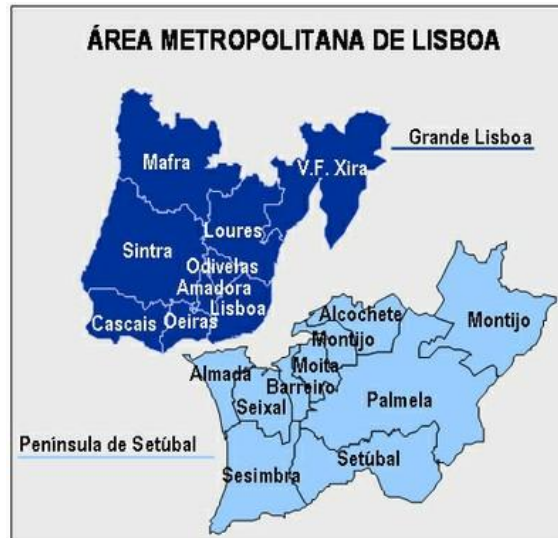 ÁREA METROPOLITANA DE LISBOA
Grande Lisboa
Mafra
V.F. Xira
Loures
Sintra
Odivelas
Amadora
Lisboa
Cascais
Oeiras
Alcochete
Montijo
Montijo
Moita
Almada
Barreiro
Seixal
Palmela
Península de Setúbal
Setúbal
Sesimbra